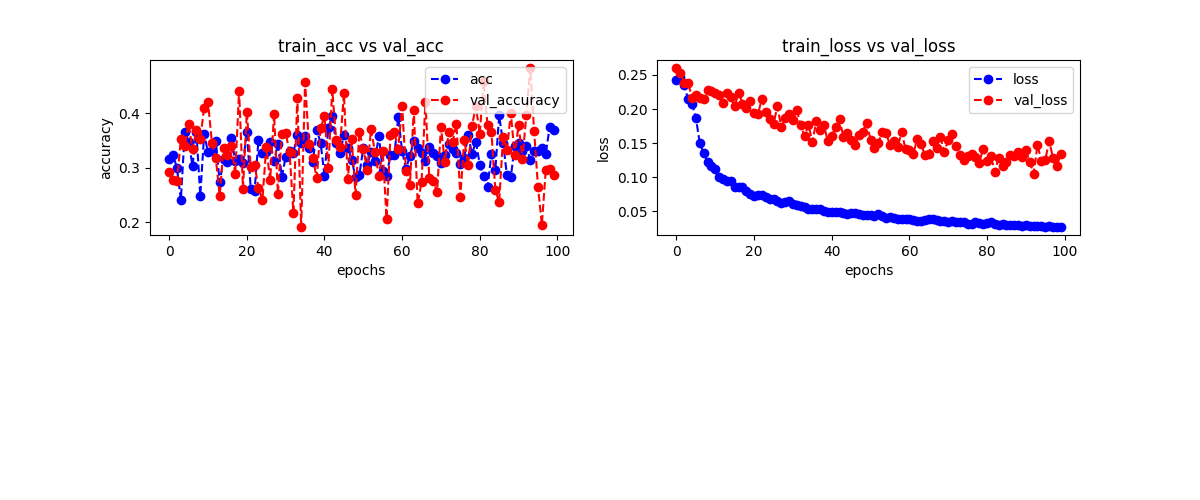 train_acc vs val_acc
acc
val_accuracy
accuracy
0.4
0.3
0.2
0
20
40
60
80
100
epochs
train_loss vs val_loss
loss
val_loss
loss
0.25
0.20
0.15
0.10
0.05
0
20
40
60
80
100
epochs